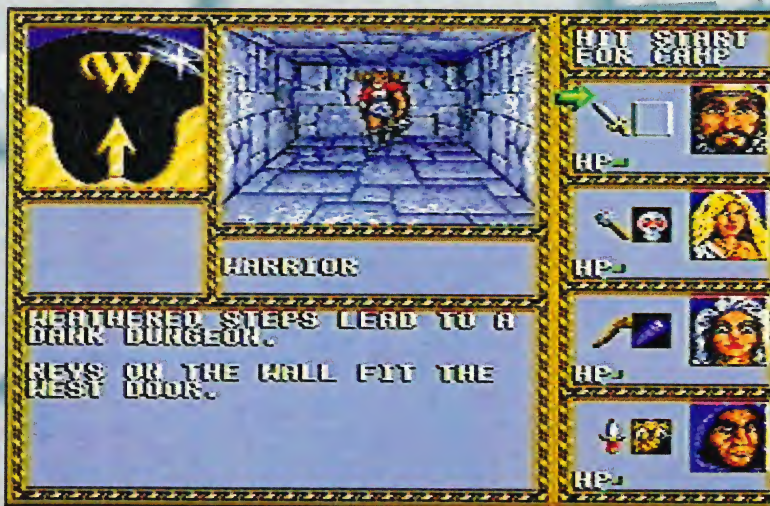 W
HIT START
FOR CAMP
HP
WARRIOR
HP
WEATHERED STEPS LEAD TO A
DARK DUNGEON.
KEYS ON THE WALL FIT THE
WEST DOOR.
HP
HP